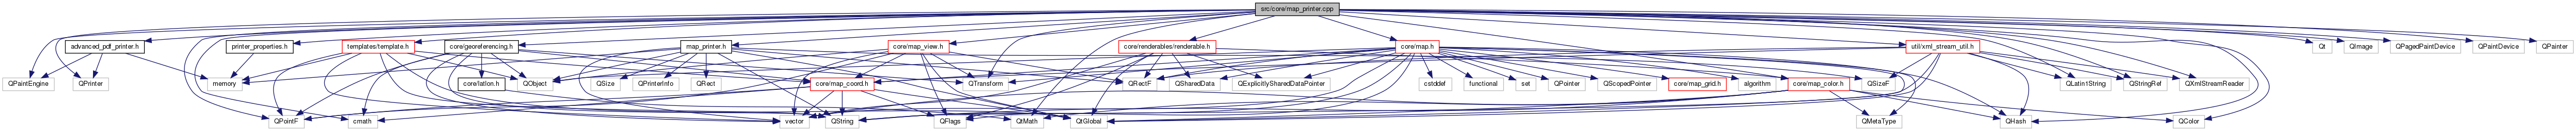 src/core/map_printer.cpp
advanced_pdf_printer.h
printer_properties.h
templates/template.h
core/georeferencing.h
map_printer.h
core/map_view.h
core/renderables/renderable.h
core/map.h
util/xml_stream_util.h
Qt
QImage
QPagedPaintDevice
QPaintDevice
QPainter
QPaintEngine
QPrinter
memory
core/latlon.h
QObject
QSize
QPrinterInfo
QRect
core/map_coord.h
QTransform
QRectF
QSharedData
QExplicitlySharedDataPointer
cstddef
functional
set
QPointer
QScopedPointer
core/map_grid.h
algorithm
core/map_color.h
QSizeF
QLatin1String
QStringRef
QXmlStreamReader
QPointF
cmath
vector
QString
QFlags
QtMath
QtGlobal
QMetaType
QHash
QColor